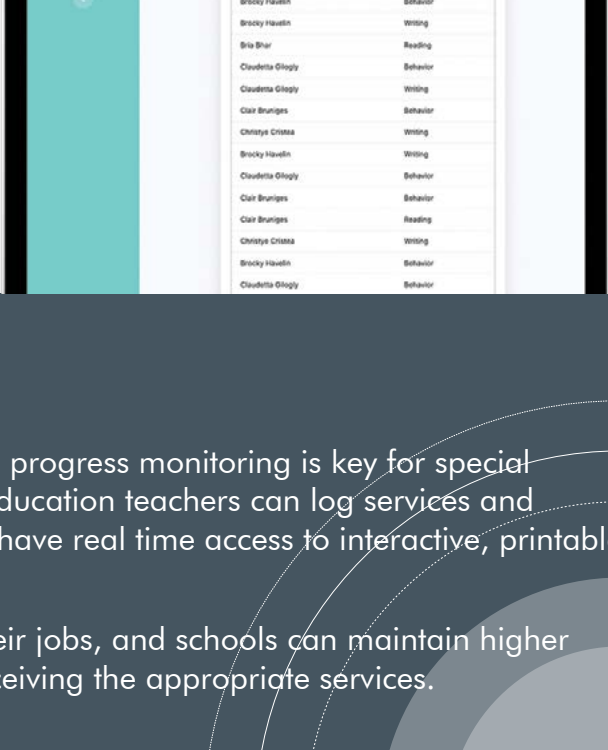 Brocky Havelin Behavior
Brocky Havelin Writing
Bria Bhar Reading
Claudetta Gilogly Behavior
Claudetta Gilogly Writing
Clair Bruniges Behavior
Christye Cristea Writing
Brocky Havelin Writing
Claudetta Gilogly Behavior
Clair Bruniges Behavior
Clair Bruniges Reading
Christye Cristea Writing
Brocky Havelin Behavior
Claudetta Gilogly Behavior
progress monitoring is key for special
ducation teachers can log services and
have real time access to interactive, printabl
eir jobs, and schools can maintain higher
ceiving the appropriate services.